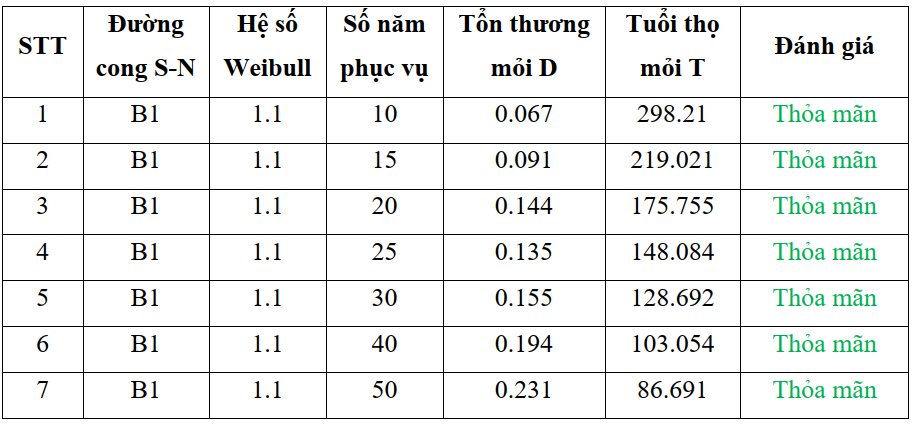 STT Đường cong S-N Hệ số Weibull Số năm phục vụ Tổn thương mỏi D Tuổi thọ mỏi T Đánh giá
1 B1 1.1 10 0.067 298.21 Thỏa mãn
2 B1 1.1 15 0.091 219.021 Thỏa mãn
3 B1 1.1 20 0.144 175.755 Thỏa mãn
4 B1 1.1 25 0.135 148.084 Thỏa mãn
5 B1 1.1 30 0.155 128.692 Thỏa mãn
6 B1 1.1 40 0.194 103.054 Thỏa mãn
7 B1 1.1 50 0.231 86.691 Thỏa mãn